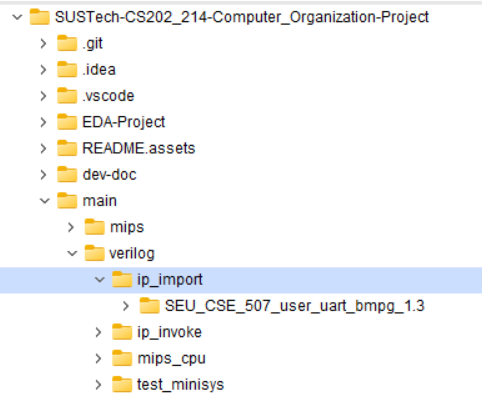 SUSTech-CS202_214-Computer_Organization-Project
.git
.idea
.vscode
EDA-Project
README.assets
dev-doc
main
mips
verilog
ip_import
SEU_CSE_507_user_uart_bmpg_1.3
ip_invoke
mips_cpu
test_minisys